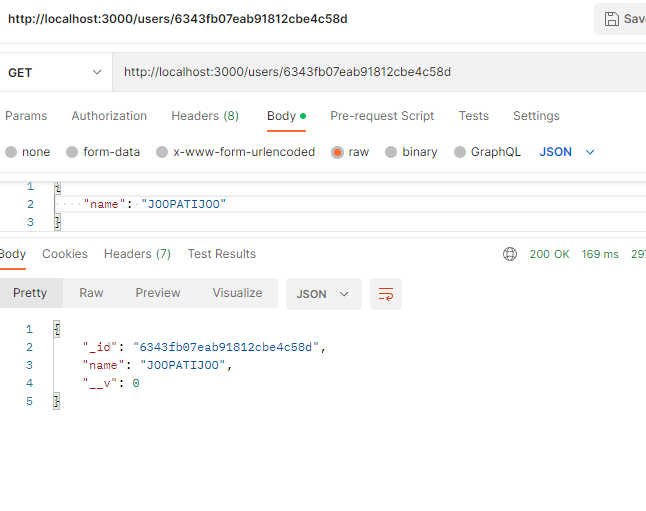 http://localhost:3000/users/6343fb07eab91812cbe4c58d Save
GET http://localhost:3000/users/6343fb07eab91812cbe4c58d
Params Authorization Headers (8) Body Pre-request Script Tests Settings
none form-data x-www-form-urlencoded raw binary GraphQL JSON
1 {
2 ····"name":·"JOOPATIJOO"
3 }
Body Cookies Headers (7) Test Results 200 OK 169 ms 297
Pretty Raw Preview Visualize JSON
1 {
2 "_id": "6343fb07eab91812cbe4c58d",
3 "name": "JOOPATIJOO",
4 "__v": 0
5 }